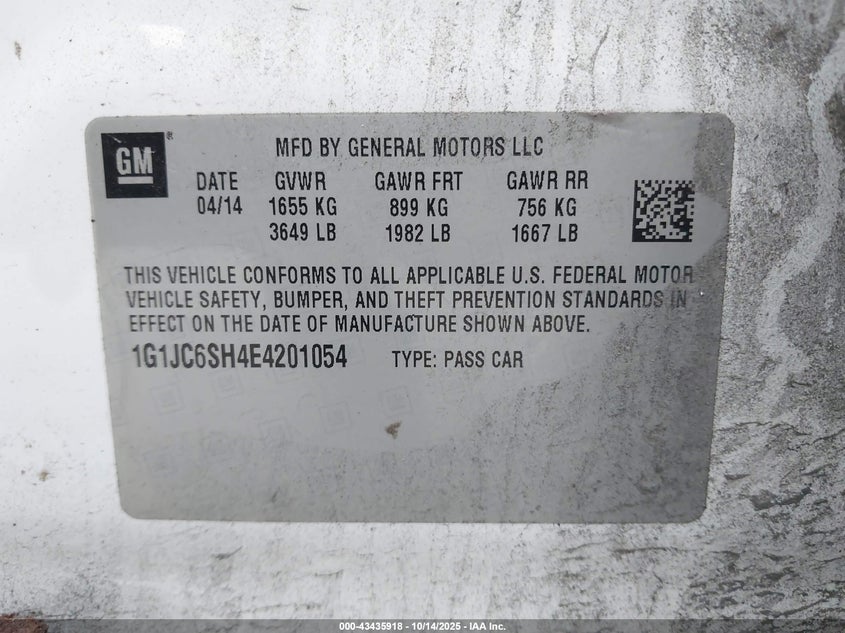 GM ®
MFD BY GENERAL MOTORS LLC
DATE GVWR GAWR FRT GAWR RR
04/14 1655 KG 899 KG 756 KG
3649 LB 1982 LB 1667 LB
THIS VEHICLE CONFORMS TO ALL APPLICABLE U.S. FEDERAL MOTOR
VEHICLE SAFETY, BUMPER, AND THEFT PREVENTION STANDARDS IN
EFFECT ON THE DATE OF MANUFACTURE SHOWN ABOVE.
1G1JC6SH4E4201054 TYPE: PASS CAR
000-43435918 - 10/14/2025 - IAA Inc.